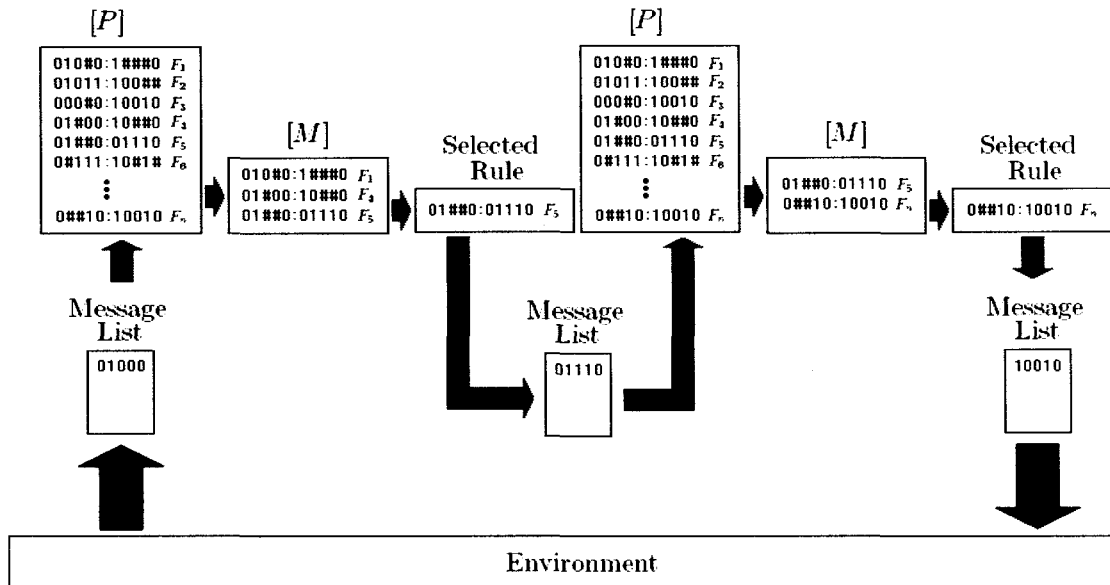 [P]
010#0:1###0 F₁
01011:100## F₂
000#0:10010 F₃
01#00:10##0 F₄
01##0:01110 F₅
0#111:10#1# F₆
0##10:10010 Fₙ
[M]
010#0:1###0 F₁
01#00:10##0 F₄
01##0:01110 F₅
Selected
Rule
01##0:01110 F₅
[P]
010#0:1###0 F₁
01011:100## F₂
000#0:10010 F₃
01#00:10##0 F₄
01##0:01110 F₅
0#111:10#1# F₆
0##10:10010 Fₙ
[M]
01##0:01110 F₅
0##10:10010 Fₙ
Selected
Rule
0##10:10010 Fₙ
Message
List
01000
Message
List
01110
Message
List
10010
Environment